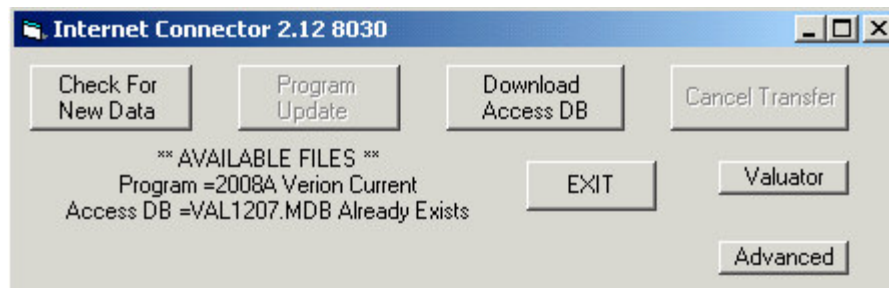 Internet Connector 2.12 8030
Check For
New Data
Program
Update
Download
Access DB
Cancel Transfer
** AVAILABLE FILES **
Program =2008A Verion Current
Access DB =VAL1207.MDB Already Exists
EXIT
Valuator
Advanced